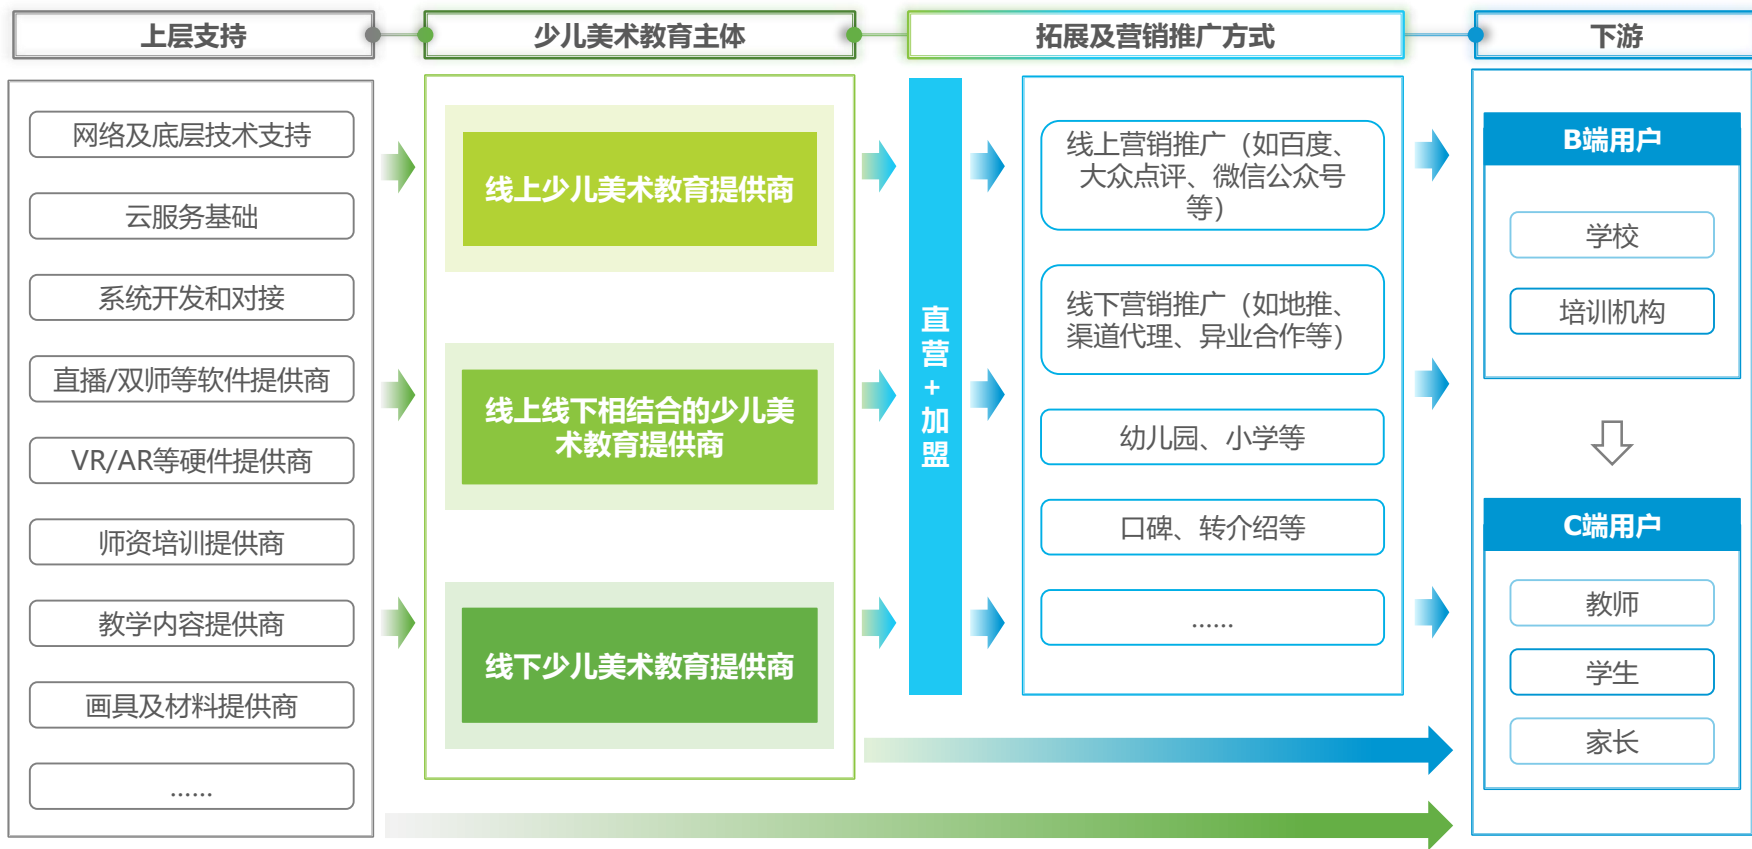 上层支持
少儿美术教育主体
拓展及营销推广方式
下游
网络及底层技术支持
云服务基础
系统开发和对接
直播/双师等软件提供商
VR/AR等硬件提供商
师资培训提供商
教学内容提供商
画具及材料提供商
......
线上少儿美术教育提供商
线上线下相结合的少儿美
术教育提供商
线下少儿美术教育提供商
直
营
+
加
盟
线上营销推广（如百度、
大众点评、微信公众号
等）
线下营销推广（如地推、
渠道代理、异业合作等）
幼儿园、小学等
口碑、转介绍等
......
B端用户
学校
培训机构
C端用户
教师
学生
家长